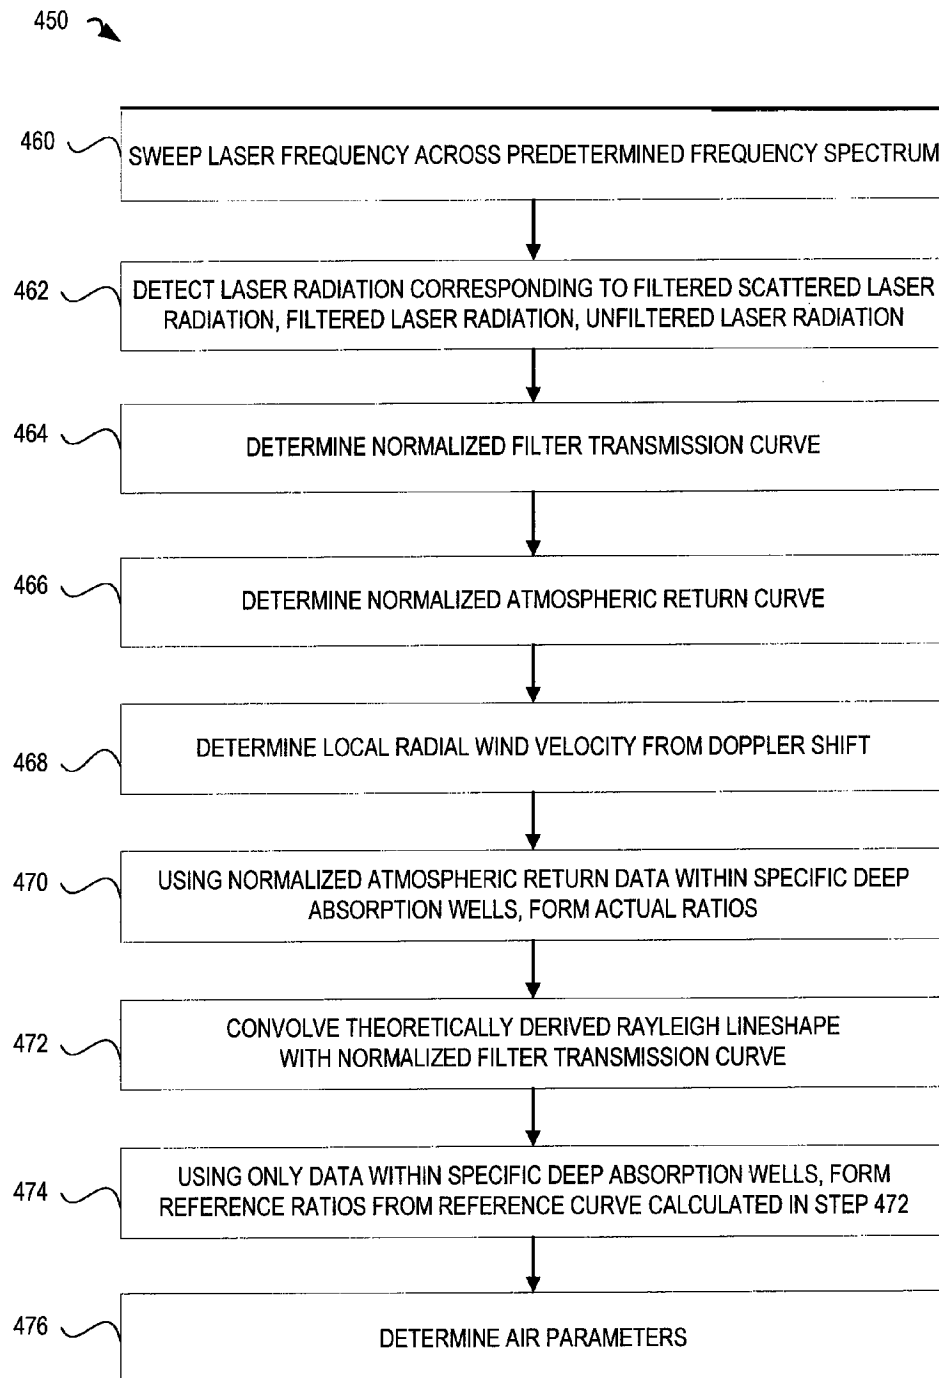 450
460
SWEEP LASER FREQUENCY ACROSS PREDETERMINED FREQUENCY SPECTRUM
462
DETECT LASER RADIATION CORRESPONDING TO FILTERED SCATTERED LASER
RADIATION, FILTERED LASER RADIATION, UNFILTERED LASER RADIATION
464
DETERMINE NORMALIZED FILTER TRANSMISSION CURVE
466
DETERMINE NORMALIZED ATMOSPHERIC RETURN CURVE
468
DETERMINE LOCAL RADIAL WIND VELOCITY FROM DOPPLER SHIFT
470
USING NORMALIZED ATMOSPHERIC RETURN DATA WITHIN SPECIFIC DEEP
ABSORPTION WELLS, FORM ACTUAL RATIOS
472
CONVOLVE THEORETICALLY DERIVED RAYLEIGH LINESHAPE
WITH NORMALIZED FILTER TRANSMISSION CURVE
474
USING ONLY DATA WITHIN SPECIFIC DEEP ABSORPTION WELLS, FORM
REFERENCE RATIOS FROM REFERENCE CURVE CALCULATED IN STEP 472
476
DETERMINE AIR PARAMETERS